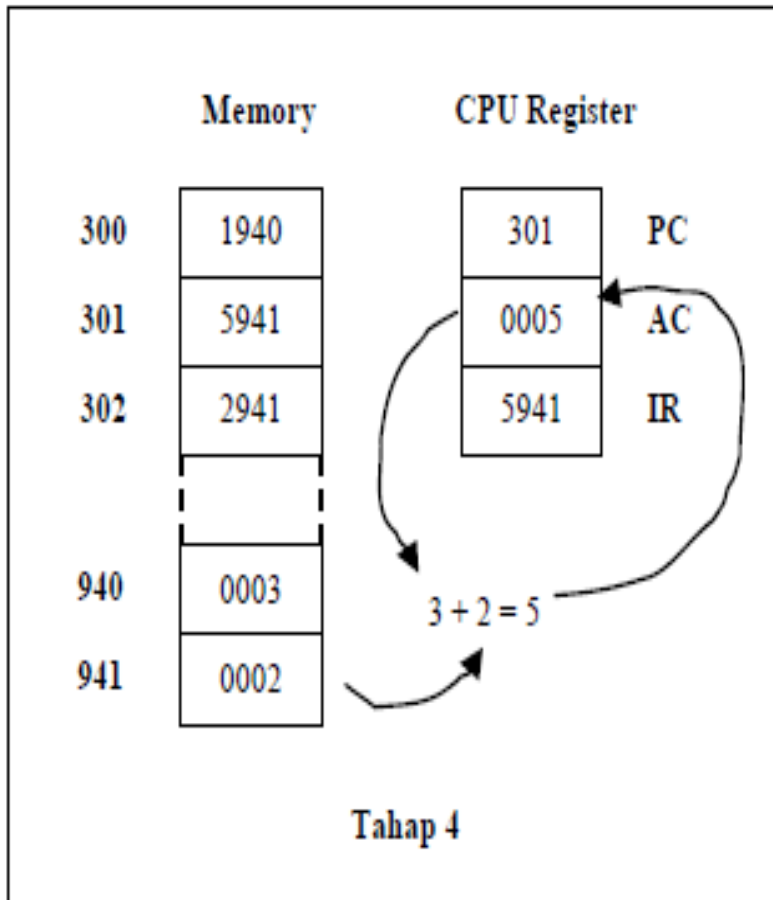 Memory CPU Register
300 1940 301 PC
301 5941 0005 AC
302 2941 5941 IR
940 0003
3 + 2 = 5
941 0002
Tahap 4